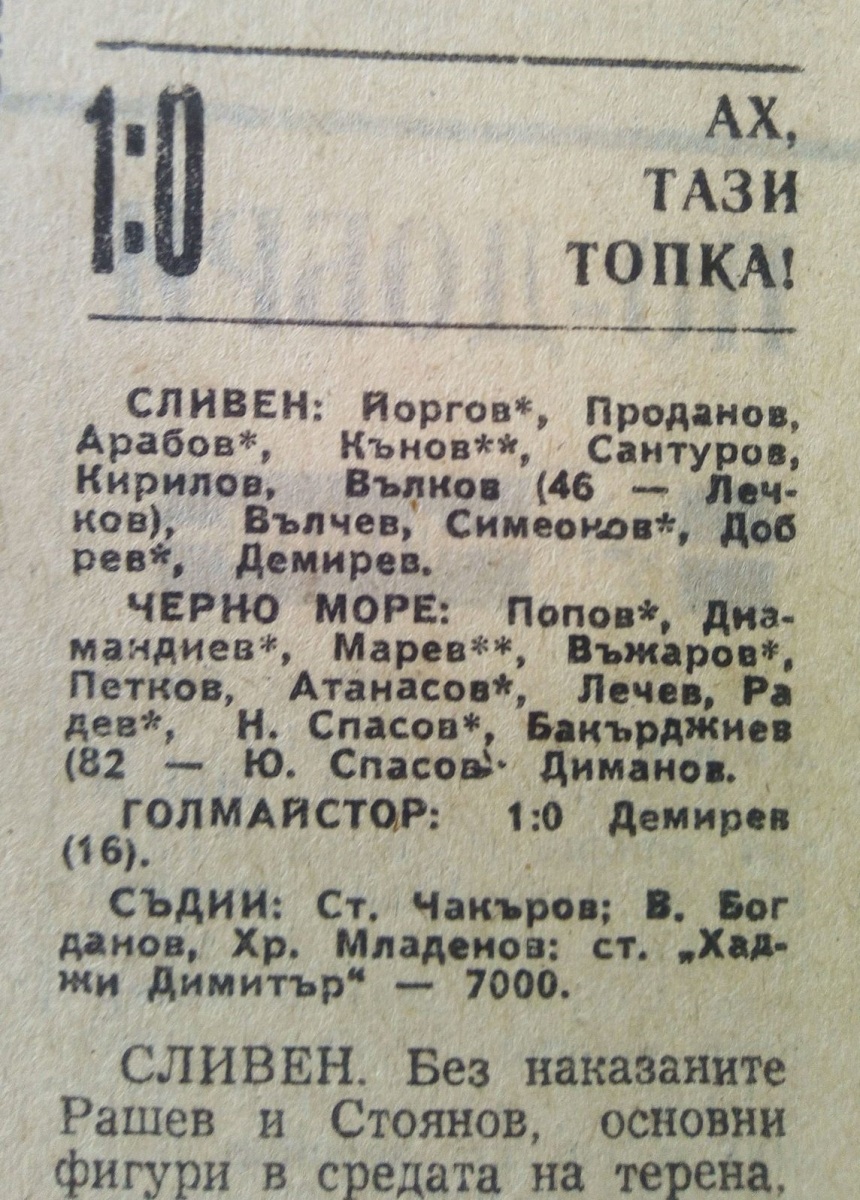 1:0
АХ,
ТАЗИ
ТОПКА!
СЛИВЕН: Йоргов*, Проданов,
Арабов*, Кънов**, Сантуров,
Кирилов, Вълков (46 — Леч-
ков), Вълчев, Симеонов*, Доб
рев*, Демирев.
ЧЕРНО МОРЕ: Попов*, Диа-
мандиев*, Марев**, Въжаров*,
Петков, Атанасов*, Лечев, Ра
дев*, Н. Спасов*, Бакърджиев
(82 — Ю. Спасов). Диманов.
ГОЛМАЙСТОР: 1:0 Демирев
(16).
СЪДИИ: Ст. Чакъров; В. Бог
данов, Хр. Младенов: ст. „Хад-
жи Димитър“ — 7000.
СЛИВЕН. Без наказаните
Рашев и Стоянов, основни
фигури в средата на терена,